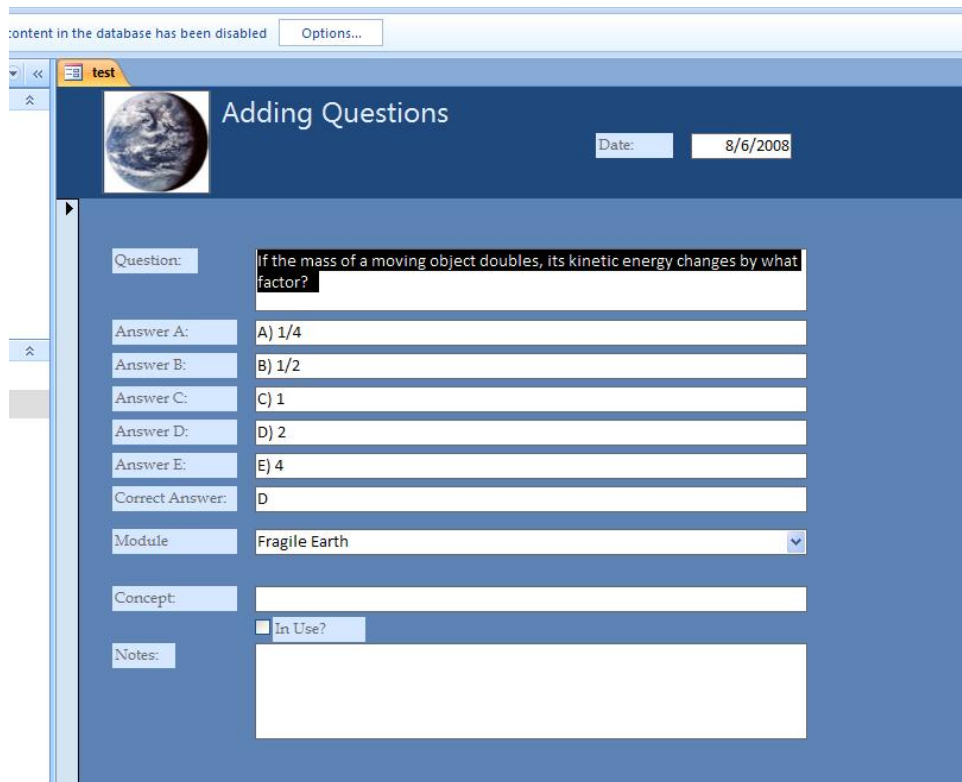 content in the database has been disabled Options...
test
Adding Questions
Date: 8/6/2008
Question: If the mass of a moving object doubles, its kinetic energy changes by what
factor?
Answer A: A) 1/4
Answer B: B) 1/2
Answer C: C) 1
Answer D: D) 2
Answer E: E) 4
Correct Answer: D
Module Fragile Earth
Concept:
In Use?
Notes: